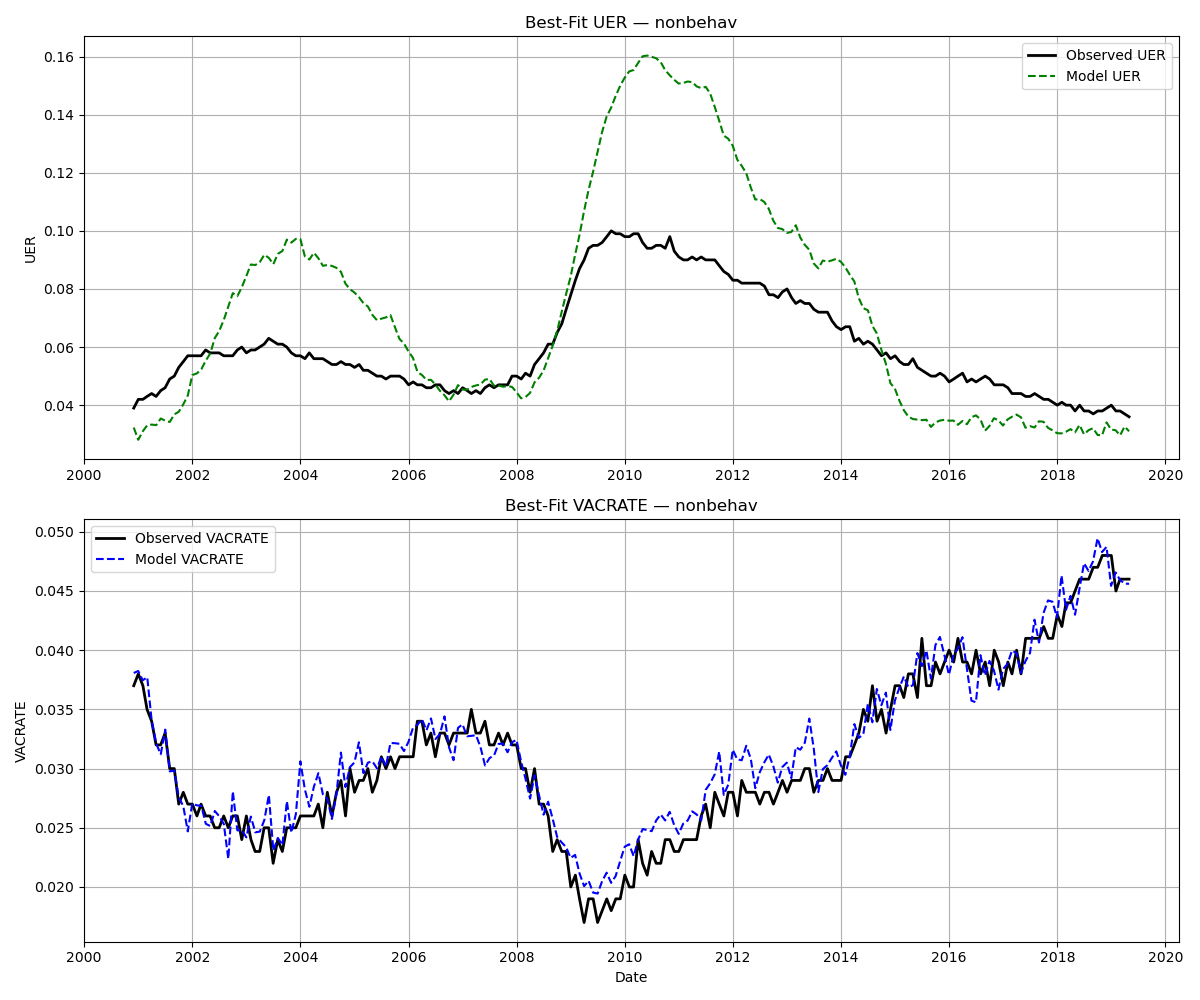 Best-Fit UER — nonbehav
UER
0.16
0.14
0.12
0.10
0.08
0.06
0.04
Observed UER
Model UER
2000 2002 2004 2006 2008 2010 2012 2014 2016 2018 2020
Best-Fit VACRATE — nonbehav
VACRATE
0.050
0.045
0.040
0.035
0.030
0.025
0.020
Observed VACRATE
Model VACRATE
2000 2002 2004 2006 2008 2010 2012 2014 2016 2018 2020
Date